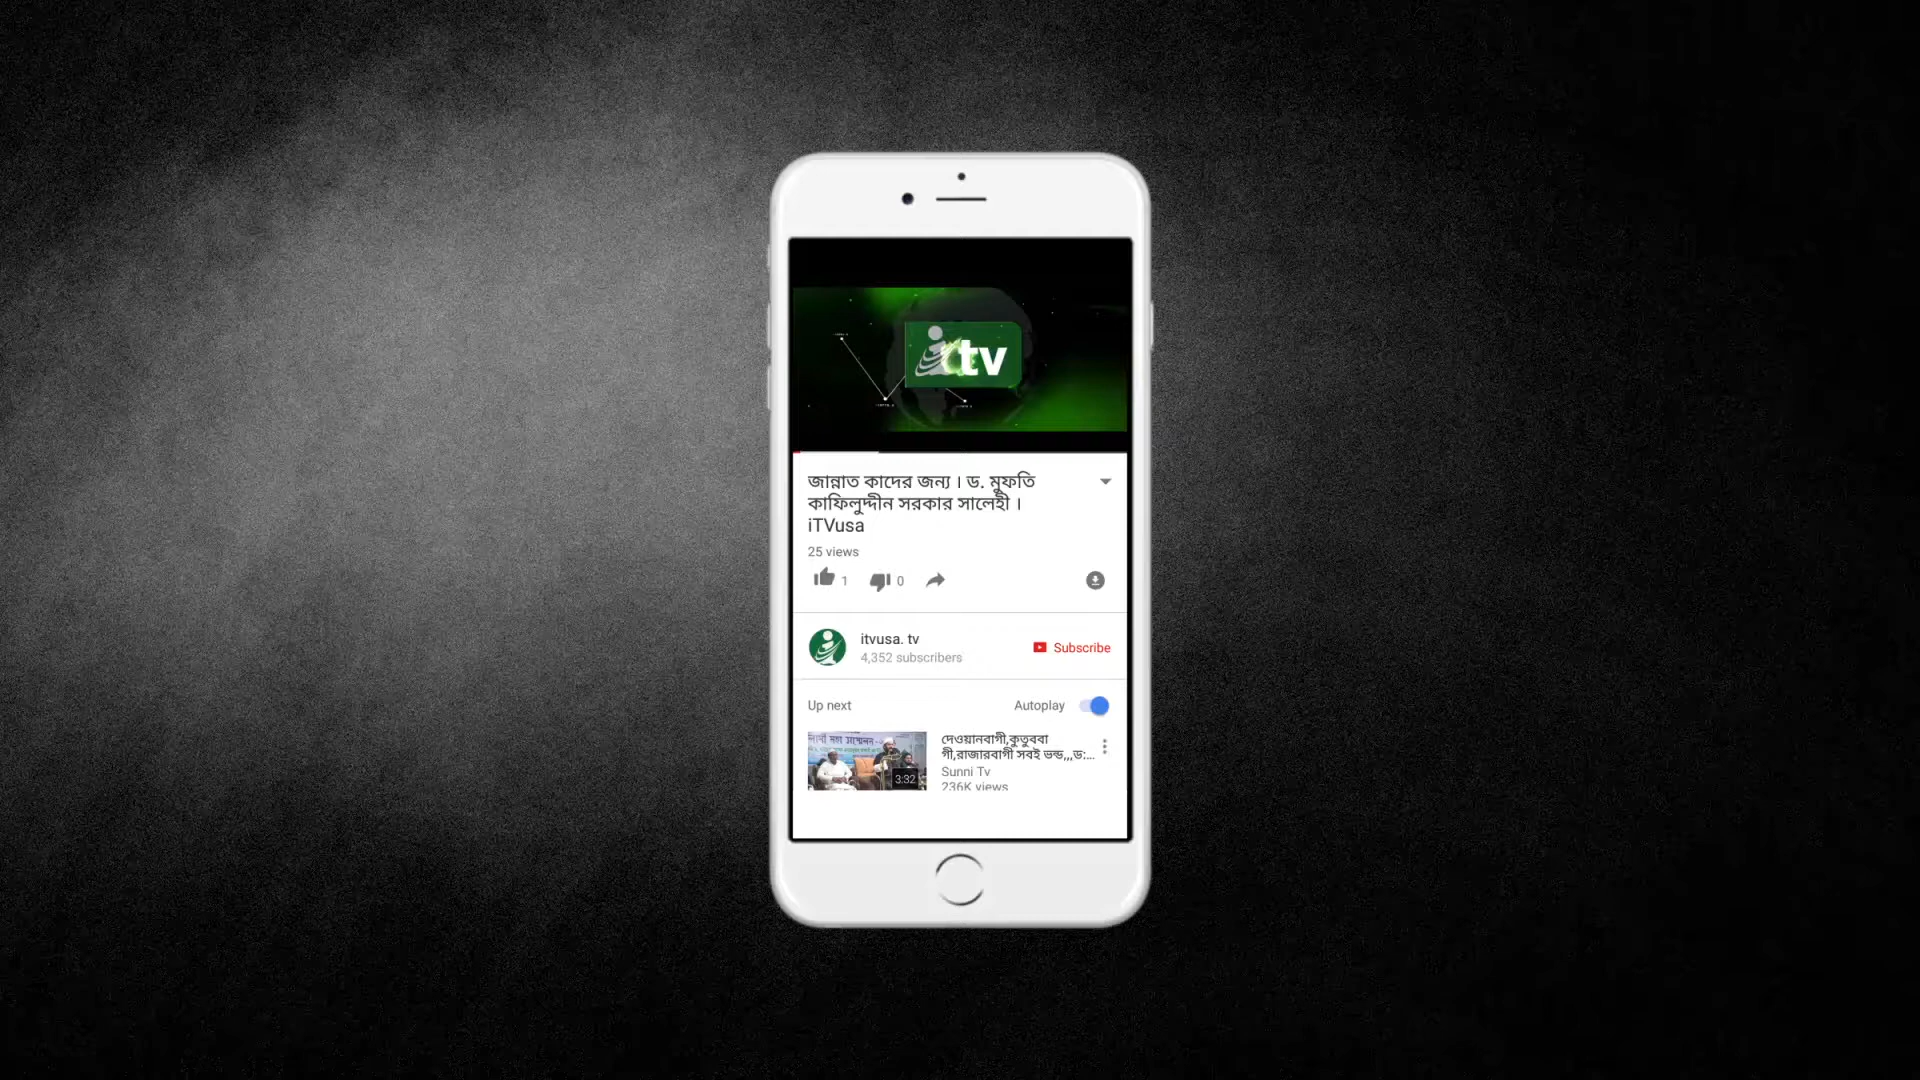 tv
জান্নাত কাদের জন্য । ড. মুফতি
কাফিলুদ্দীন সরকার সালেহী ।
iTVusa
25 views
1
0
itvusa. tv
4,352 subscribers
Subscribe
Up next
Autoplay
3:32
দেওয়ানবাগী,কুতুববা
গী,রাজারবাগী সবই ভন্ড,,,ড:...
Sunni Tv
236K views